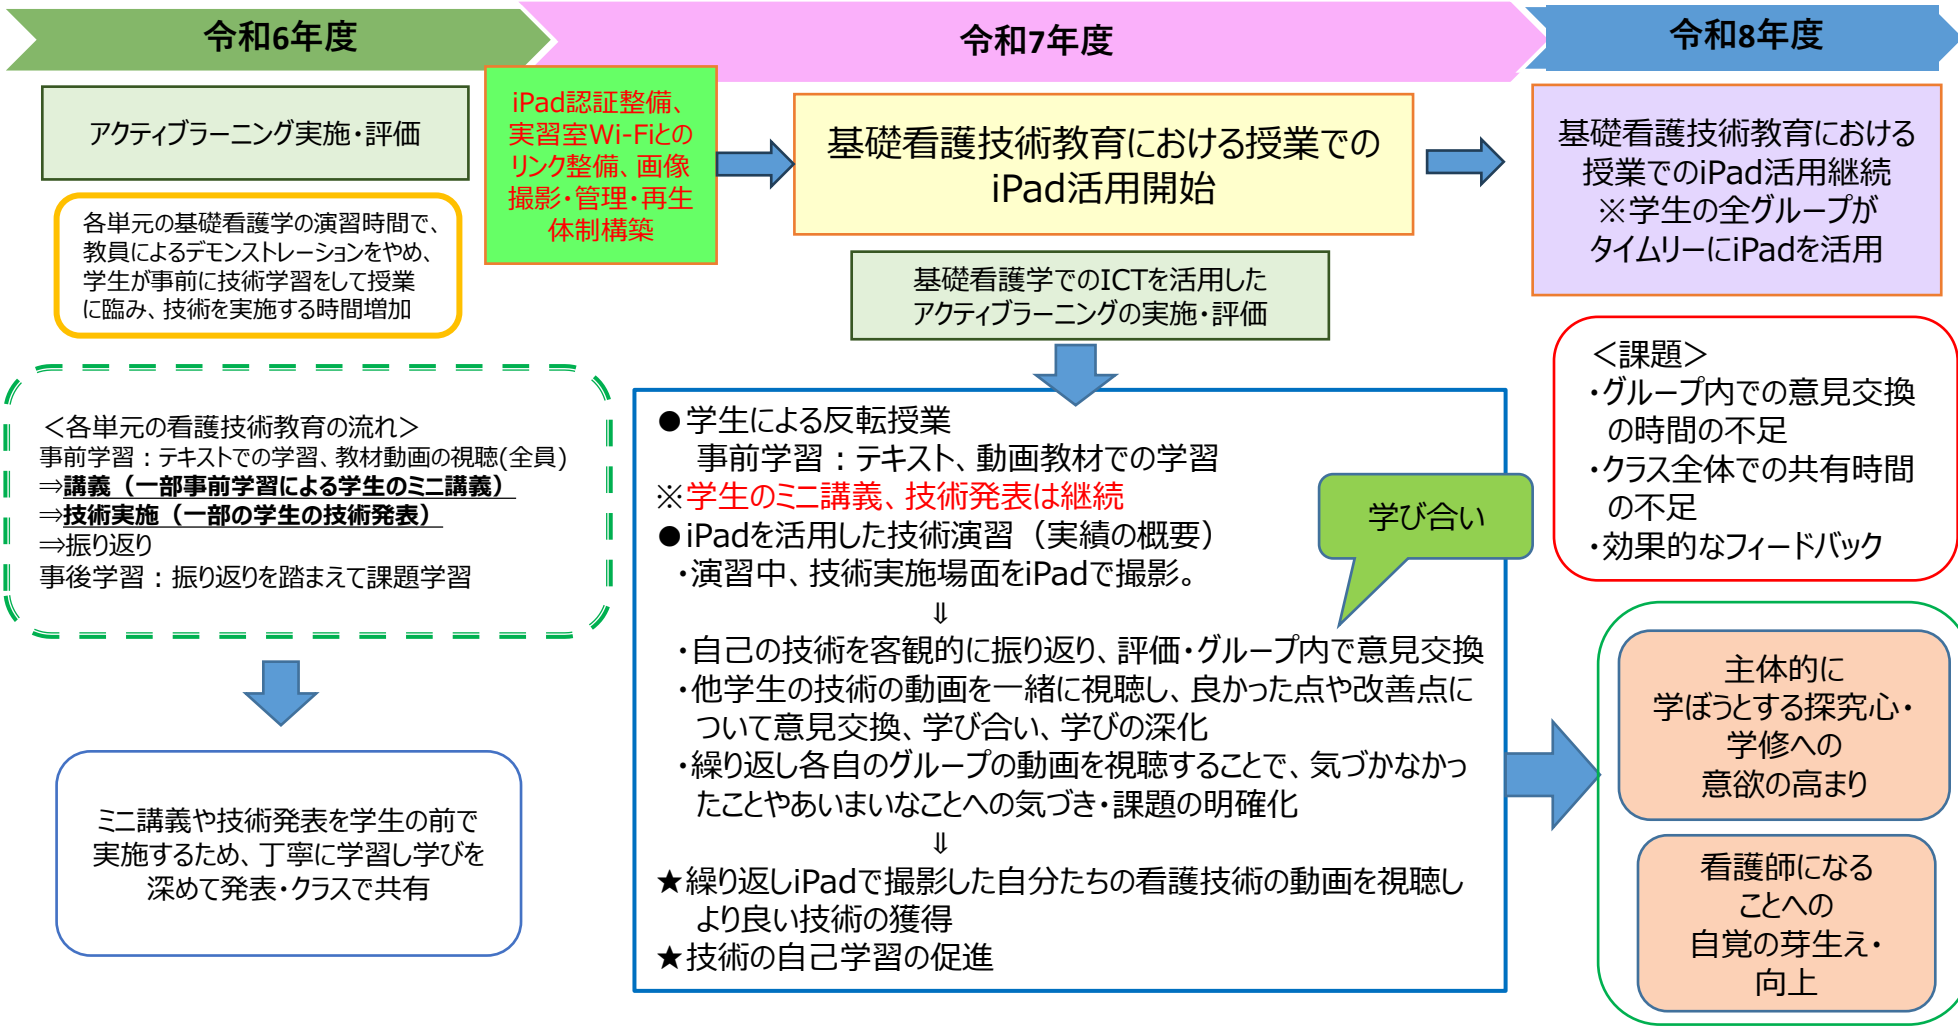 令和6年度
令和7年度
令和8年度
アクティブラーニング実施・評価
各単元の基礎看護学の演習時間で、
教員によるデモンストレーションをやめ、
学生が事前に技術学習をして授業
に臨み、技術を実施する時間増加
＜各単元の看護技術教育の流れ＞
事前学習：テキストでの学習、教材動画の視聴(全員)
⇒講義（一部事前学習による学生のミニ講義）
⇒技術実施（一部の学生の技術発表）
⇒振り返り
事後学習：振り返りを踏まえて課題学習
ミニ講義や技術発表を学生の前で
実施するため、丁寧に学習し学びを
深めて発表・クラスで共有
iPad認証整備、
実習室Wi-Fiとの
リンク整備、画像
撮影・管理・再生
体制構築
基礎看護技術教育における授業での
iPad活用開始
基礎看護学でのICTを活用した
アクティブラーニングの実施・評価
●学生による反転授業
事前学習：テキスト、動画教材での学習
※学生のミニ講義、技術発表は継続
●iPadを活用した技術演習（実績の概要）
・演習中、技術実施場面をiPadで撮影。
⇓
・自己の技術を客観的に振り返り、評価・グループ内で意見交換
・他学生の技術の動画を一緒に視聴し、良かった点や改善点に
ついて意見交換、学び合い、学びの深化
・繰り返し各自のグループの動画を視聴することで、気づかなかっ
たことやあいまいなことへの気づき・課題の明確化
⇓
★繰り返しiPadで撮影した自分たちの看護技術の動画を視聴し
より良い技術の獲得
★技術の自己学習の促進
学び合い
基礎看護技術教育における
授業でのiPad活用継続
※学生の全グループが
タイムリーにiPadを活用
＜課題＞
・グループ内での意見交換
の時間の不足
・クラス全体での共有時間
の不足
・効果的なフィードバック
主体的に
学ぼうとする探究心・
学修への
意欲の高まり
看護師になる
ことへの
自覚の芽生え・
向上